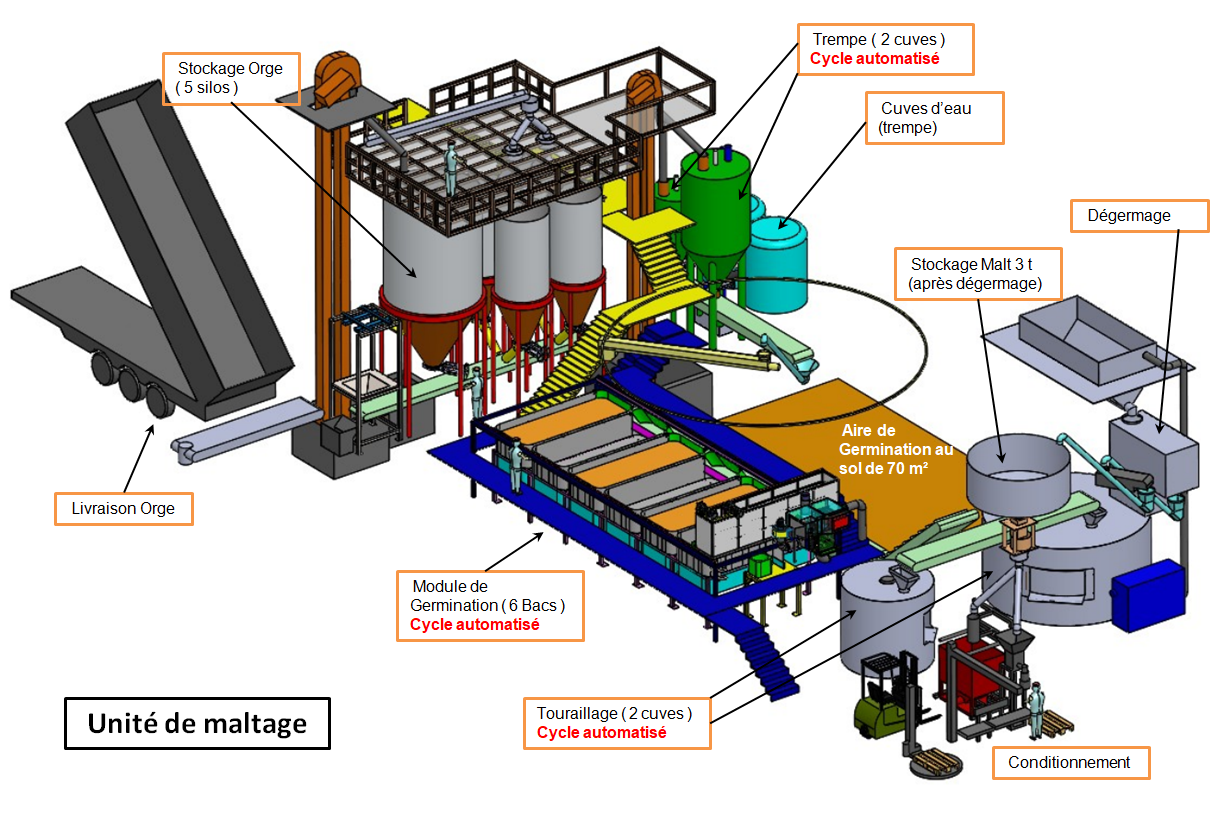 Trempe ( 2 cuves )
Cycle automatisé
Stockage Orge
( 5 silos )
Cuves d’eau
(trempe)
Dégermage
Stockage Malt 3 t
(après dégermage)
Aire de
Germination au
sol de 70 m²
Livraison Orge
Module de
Germination ( 6 Bacs )
Cycle automatisé
Touraillage ( 2 cuves )
Cycle automatisé
Unité de maltage
Conditionnement